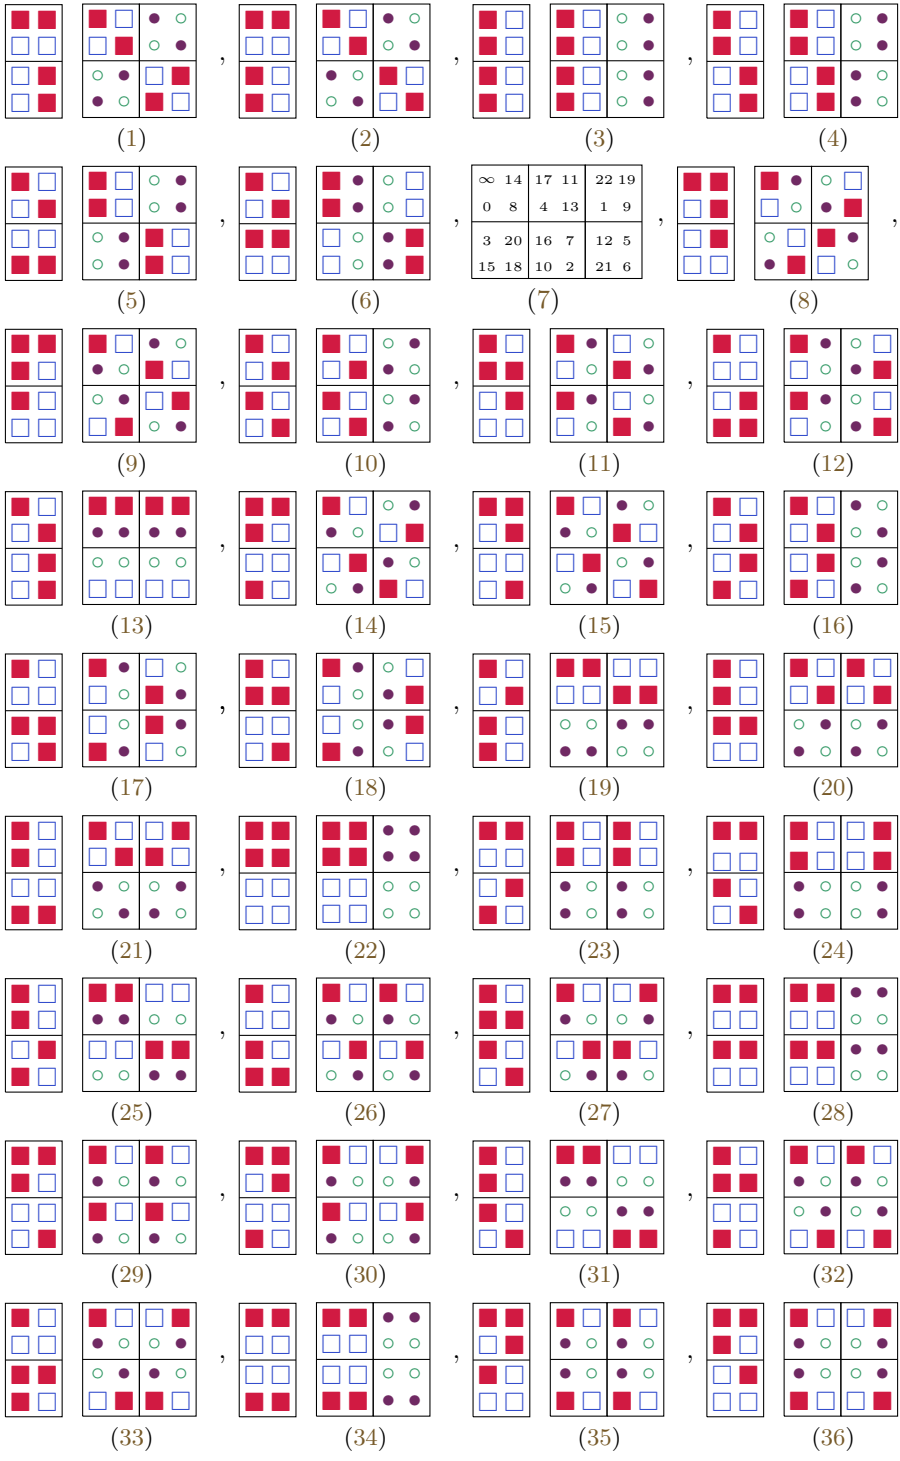 , , ,
(1) (2) (3) (4)
∞ 14 17 11 22 19
0 8 4 13 1 9
, , , ,
3 20 16 7 12 5
15 18 10 2 21 6
(5) (6) (7) (8)
, , ,
(9) (10) (11) (12)
, , ,
(13) (14) (15) (16)
, , ,
(17) (18) (19) (20)
, , ,
(21) (22) (23) (24)
, , ,
(25) (26) (27) (28)
, , ,
(29) (30) (31) (32)
, , ,
(33) (34) (35) (36)